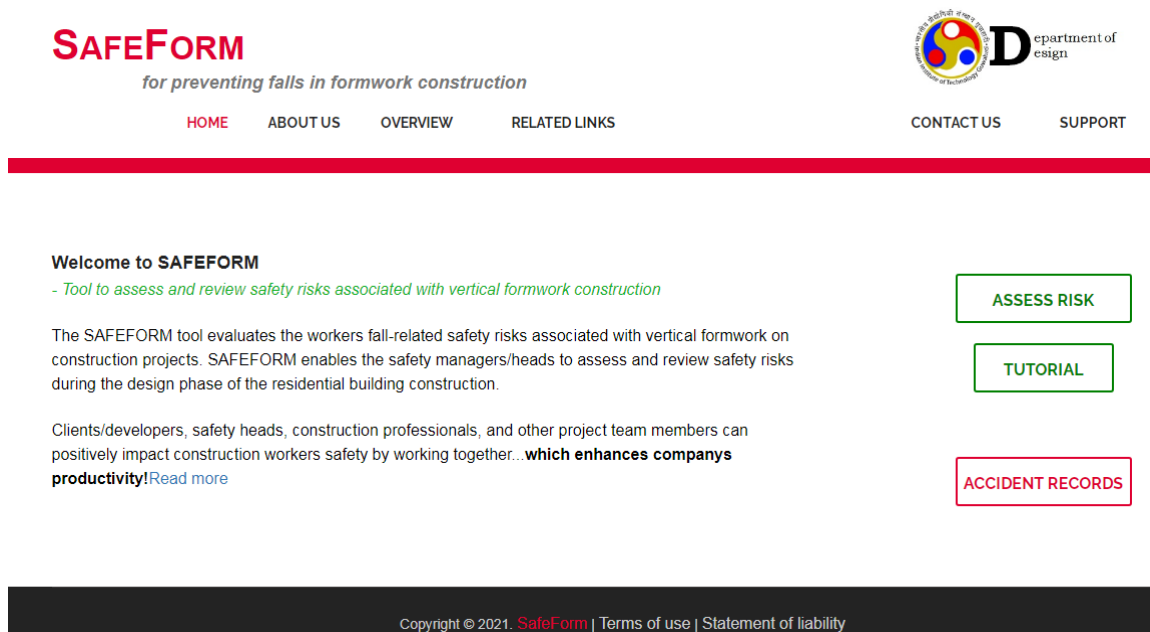 SAFEFORM
for preventing falls in formwork construction
Department of
Design
HOME ABOUT US OVERVIEW RELATED LINKS CONTACT US SUPPORT
Welcome to SAFEFORM
- Tool to assess and review safety risks associated with vertical formwork construction
The SAFEFORM tool evaluates the workers fall-related safety risks associated with vertical formwork on
construction projects. SAFEFORM enables the safety managers/heads to assess and review safety risks
during the design phase of the residential building construction.
Clients/developers, safety heads, construction professionals, and other project team members can
positively impact construction workers safety by working together...which enhances companys
productivity!Read more
ASSESS RISK
TUTORIAL
ACCIDENT RECORDS
Copyright © 2021. SafeForm | Terms of use | Statement of liability